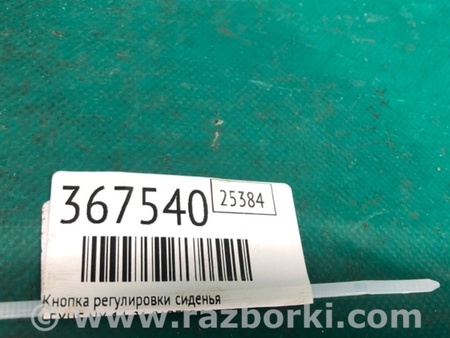 367540 25384
Кнопка регулировки сиденья
www.razborki.com